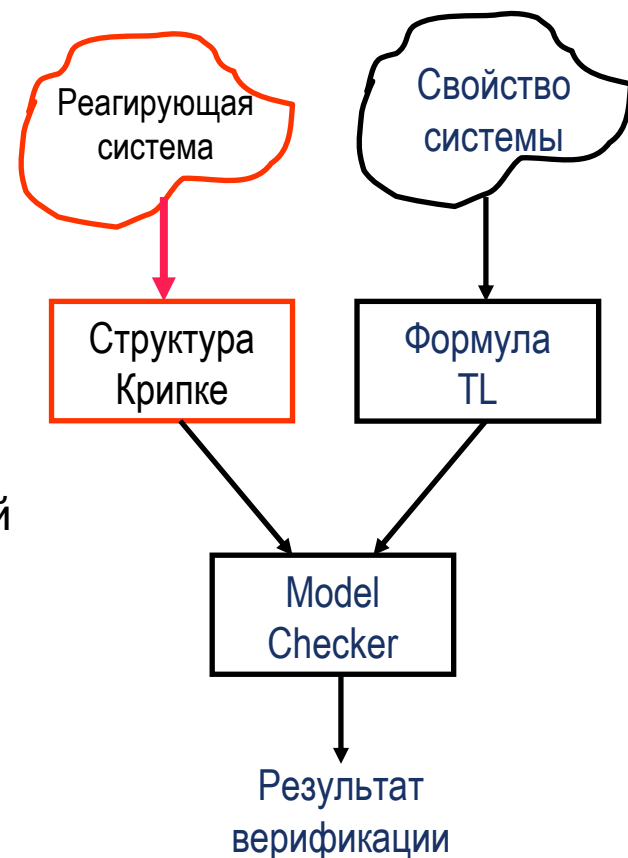 Реагирующая
система
Свойство
системы
Структура
Крипке
Формула
TL
й
Model
Checker
Результат
верификации